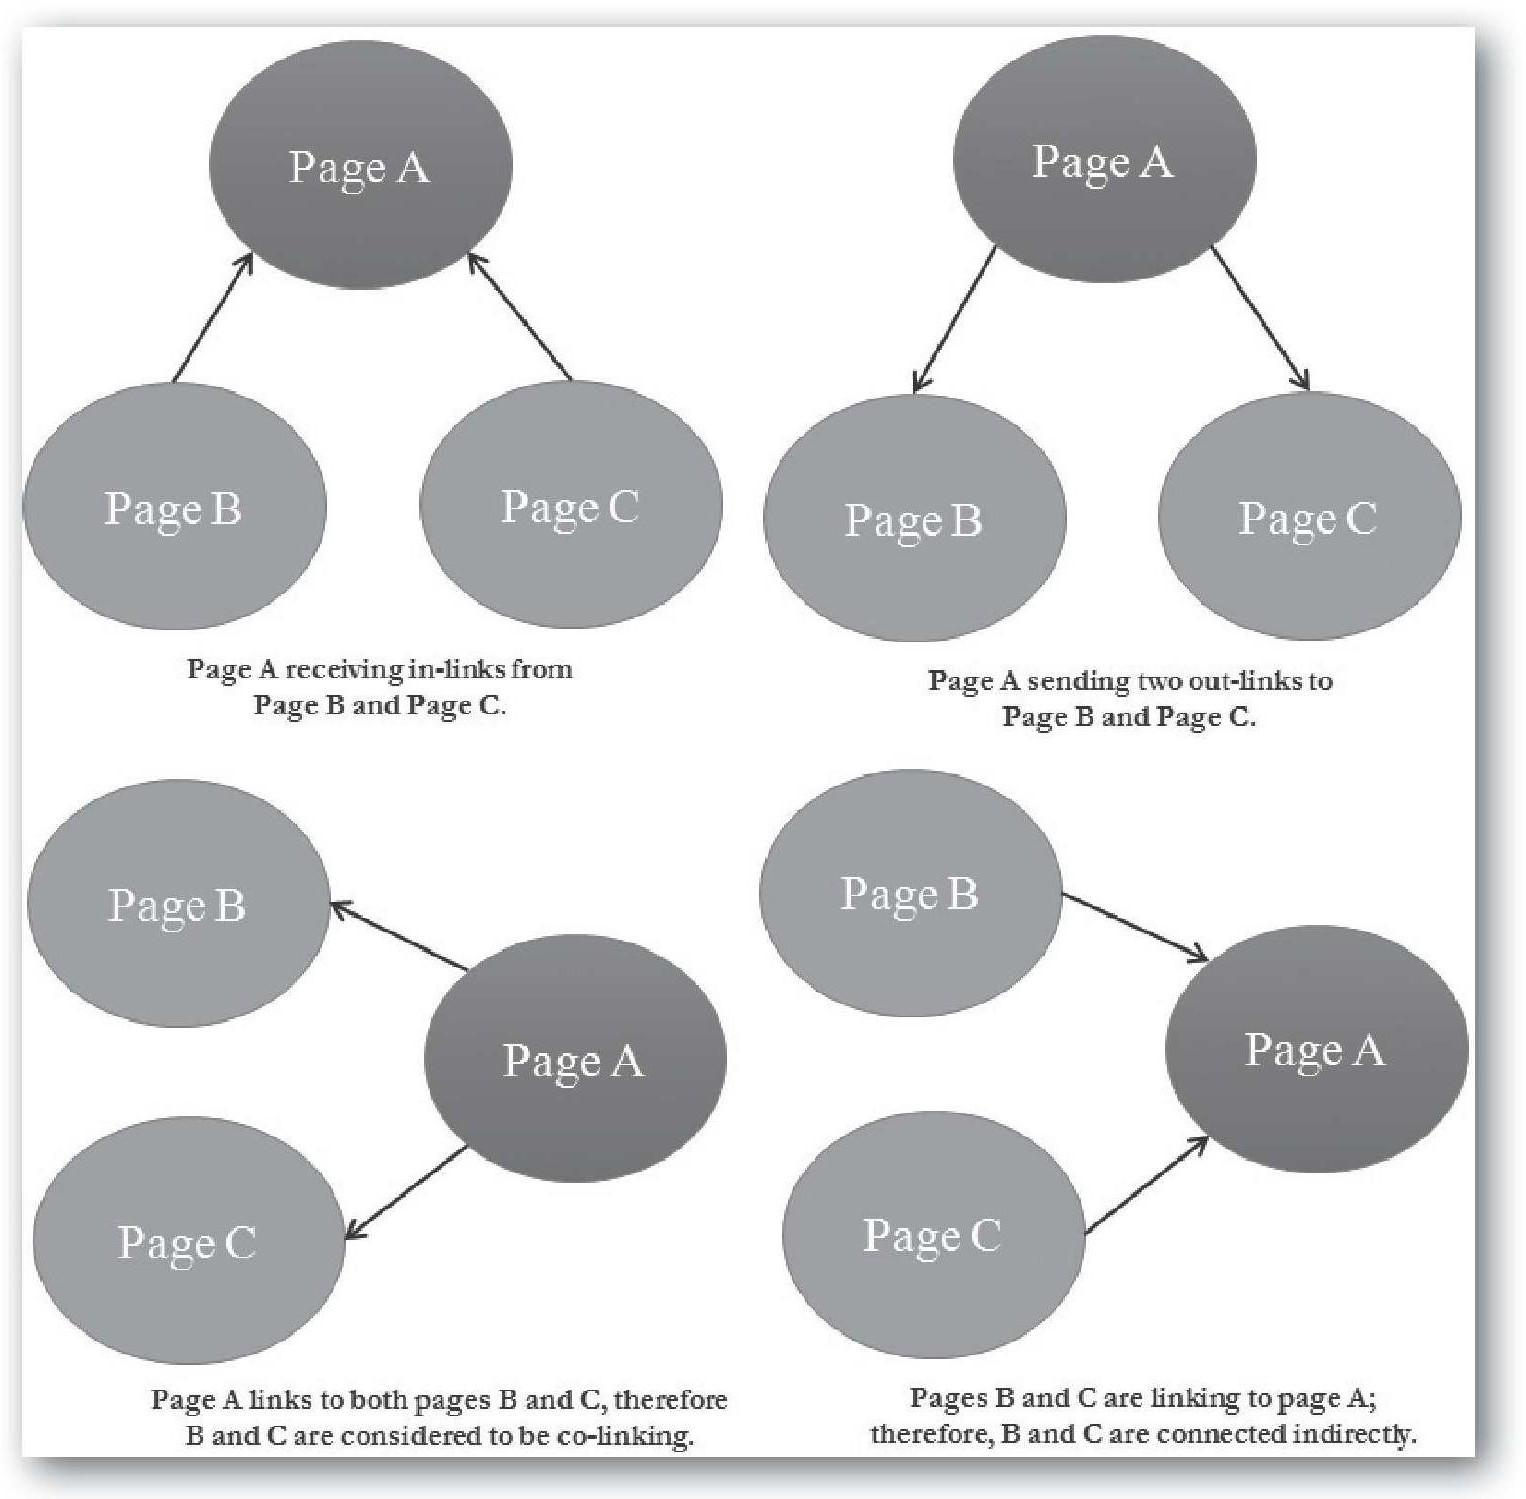 Page A
Page B
Page C
Page A receiving in-links from
Page B and Page C.
Page A
Page B
Page C
Page A sending two out-links to
Page B and Page C.
Page B
Page A
Page C
Page A links to both pages B and C, therefore
B and C are considered to be co-linking.
Page B
Page A
Page C
Pages B and C are linking to page A;
therefore, B and C are connected indirectly.